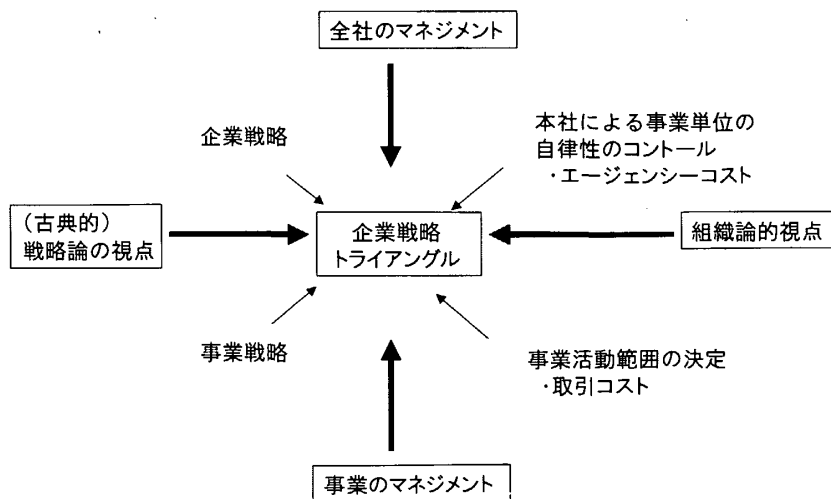 全社のマネジメント
企業戦略
本社による事業単位の
自律性のコントール
・エージェンシーコスト
（古典的）
戦略論の視点
企業戦略
トライアングル
組織論的視点
事業戦略
事業活動範囲の決定
・取引コスト
事業のマネジメント